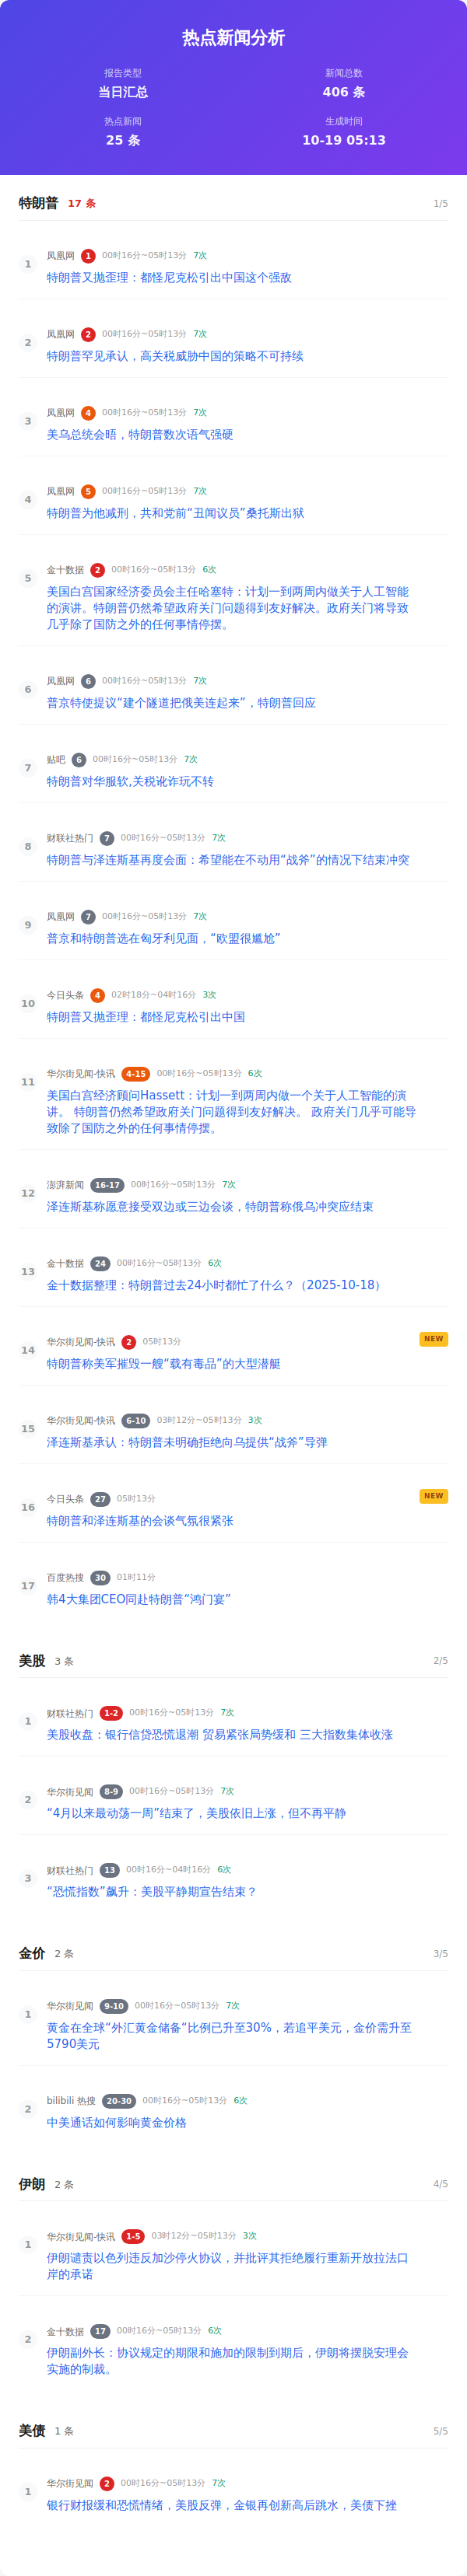 热点新闻分析
报告类型
当日汇总
新闻总数
406 条
热点新闻
25 条
生成时间
10-19 05:13
特朗普 17 条 1/5
1
凤凰网 1 00时16分~05时13分 7次
特朗普又抛歪理：都怪尼克松引出中国这个强敌
2
凤凰网 2 00时16分~05时13分 7次
特朗普罕见承认，高关税威胁中国的策略不可持续
3
凤凰网 4 00时16分~05时13分 7次
美乌总统会晤，特朗普数次语气强硬
4
凤凰网 5 00时16分~05时13分 7次
特朗普为他减刑，共和党前“丑闻议员”桑托斯出狱
5
金十数据 2 00时16分~05时13分 6次
美国白宫国家经济委员会主任哈塞特：计划一到两周内做关于人工智能
的演讲。特朗普仍然希望政府关门问题得到友好解决。政府关门将导致
几乎除了国防之外的任何事情停摆。
6
凤凰网 6 00时16分~05时13分 7次
普京特使提议“建个隧道把俄美连起来”，特朗普回应
7
贴吧 6 00时16分~05时13分 7次
特朗普对华服软,关税讹诈玩不转
8
财联社热门 7 00时16分~05时13分 7次
特朗普与泽连斯基再度会面：希望能在不动用“战斧”的情况下结束冲突
9
凤凰网 7 00时16分~05时13分 7次
普京和特朗普选在匈牙利见面，“欧盟很尴尬”
10
今日头条 4 02时18分~04时16分 3次
特朗普又抛歪理：都怪尼克松引出中国
11
华尔街见闻-快讯 4-15 00时16分~05时13分 6次
美国白宫经济顾问Hassett：计划一到两周内做一个关于人工智能的演
讲。 特朗普仍然希望政府关门问题得到友好解决。 政府关门几乎可能导
致除了国防之外的任何事情停摆。
12
澎湃新闻 16-17 00时16分~05时13分 7次
泽连斯基称愿意接受双边或三边会谈，特朗普称俄乌冲突应结束
13
金十数据 24 00时16分~05时13分 6次
金十数据整理：特朗普过去24小时都忙了什么？（2025-10-18）
14
华尔街见闻-快讯 2 05时13分 NEW
特朗普称美军摧毁一艘“载有毒品”的大型潜艇
15
华尔街见闻-快讯 6-10 03时12分~05时13分 3次
泽连斯基承认：特朗普未明确拒绝向乌提供“战斧”导弹
16
今日头条 27 05时13分 NEW
特朗普和泽连斯基的会谈气氛很紧张
17
百度热搜 30 01时11分
韩4大集团CEO同赴特朗普“鸿门宴”
美股 3 条 2/5
1
财联社热门 1-2 00时16分~05时13分 7次
美股收盘：银行信贷恐慌退潮 贸易紧张局势缓和 三大指数集体收涨
2
华尔街见闻 8-9 00时16分~05时13分 7次
“4月以来最动荡一周”结束了，美股依旧上涨，但不再平静
3
财联社热门 13 00时16分~04时16分 6次
“恐慌指数”飙升：美股平静期宣告结束？
金价 2 条 3/5
1
华尔街见闻 9-10 00时16分~05时13分 7次
黄金在全球“外汇黄金储备“比例已升至30%，若追平美元，金价需升至
5790美元
2
bilibili 热搜 20-30 00时16分~05时13分 6次
中美通话如何影响黄金价格
伊朗 2 条 4/5
1
华尔街见闻-快讯 1-5 03时12分~05时13分 3次
伊朗谴责以色列违反加沙停火协议，并批评其拒绝履行重新开放拉法口
岸的承诺
2
金十数据 17 00时16分~05时13分 6次
伊朗副外长：协议规定的期限和施加的限制到期后，伊朗将摆脱安理会
实施的制裁。
美债 1 条 5/5
1
华尔街见闻 2 00时16分~05时13分 7次
银行财报缓和恐慌情绪，美股反弹，金银再创新高后跳水，美债下挫